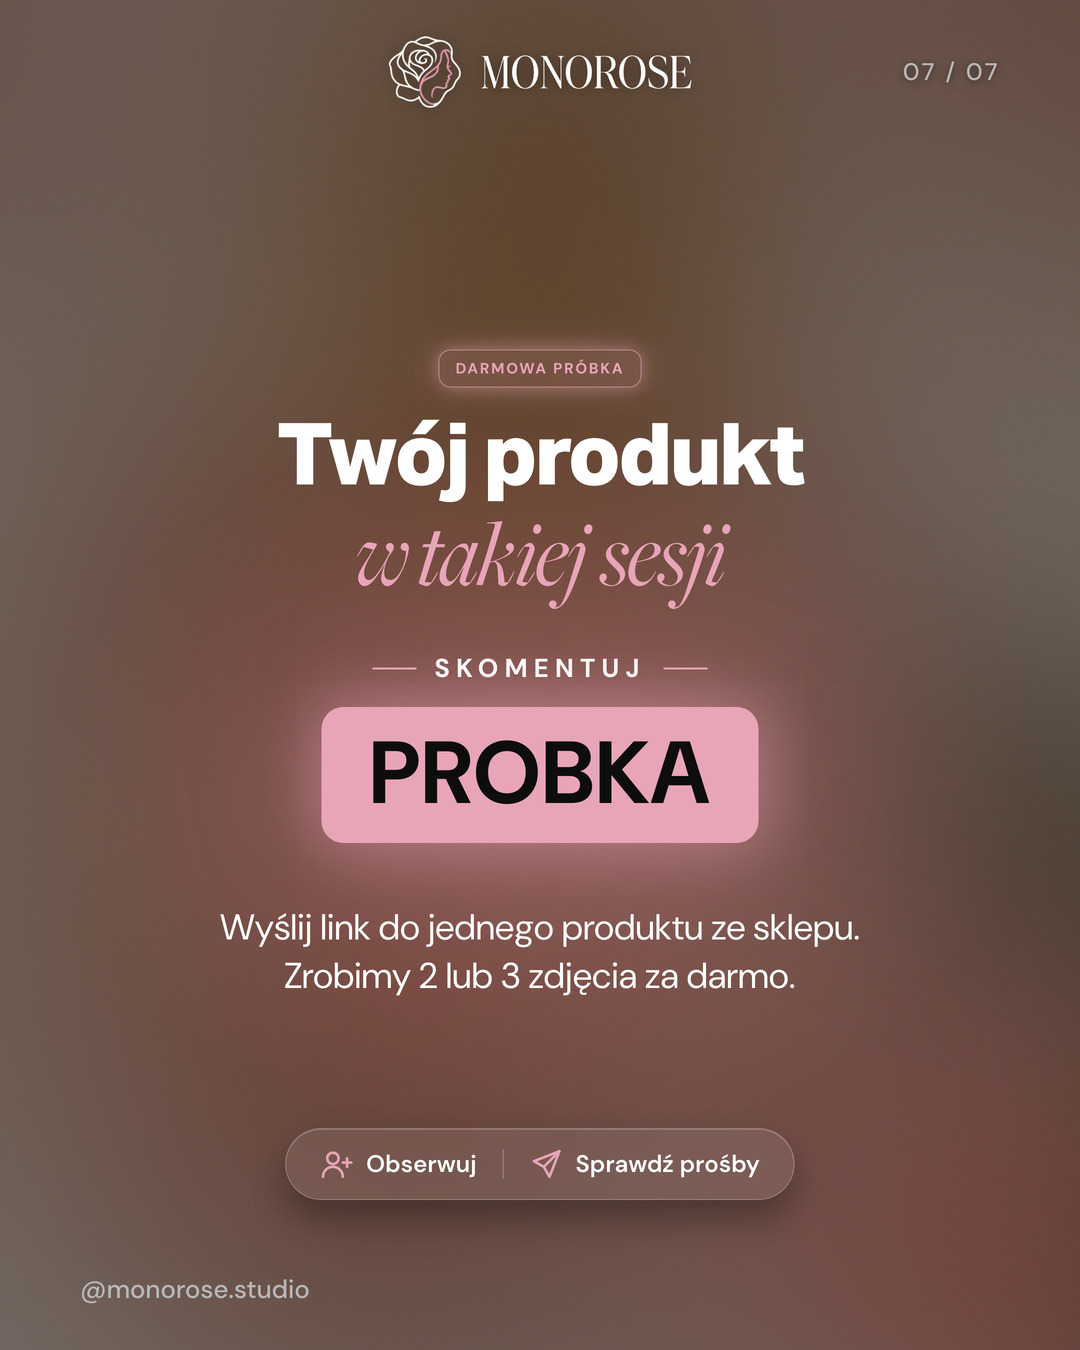 MONOROSE
07 / 07
DARMOWA PRÓBKA
Twój produkt
w takiej sesji
SKOMENTUJ
PROBKA
Wyślij link do jednego produktu ze sklepu.
Zrobimy 2 lub 3 zdjęcia za darmo.
Obserwuj
Sprawdź prośby
@monorose.studio